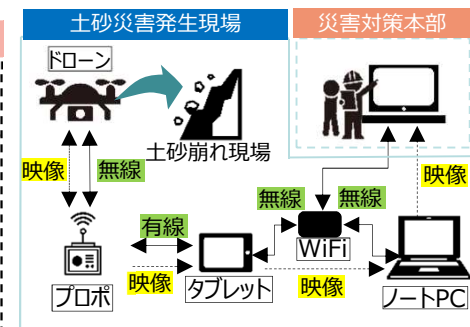 土砂災害発生現場
災害対策本部
ドローン
土砂崩れ現場
映像
無線
映像
有線
無線
無線
WiFi
映像
プロポ
タブレット
映像
ノートPC